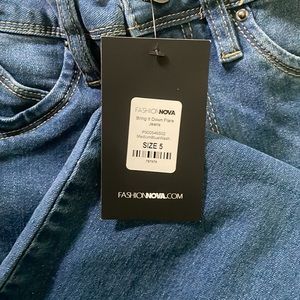 FASHIONNOVA
Bring It Down Flare
Jeans
MediumBlueWash
SIZE 5
FASHIONNOVA.COM